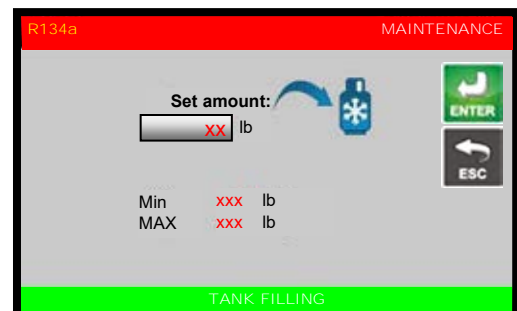 R134a MAINTENANCE
Set amount:
xx lb
ENTER
ESC
Min xxx lb
MAX xxx lb
TANK FILLING